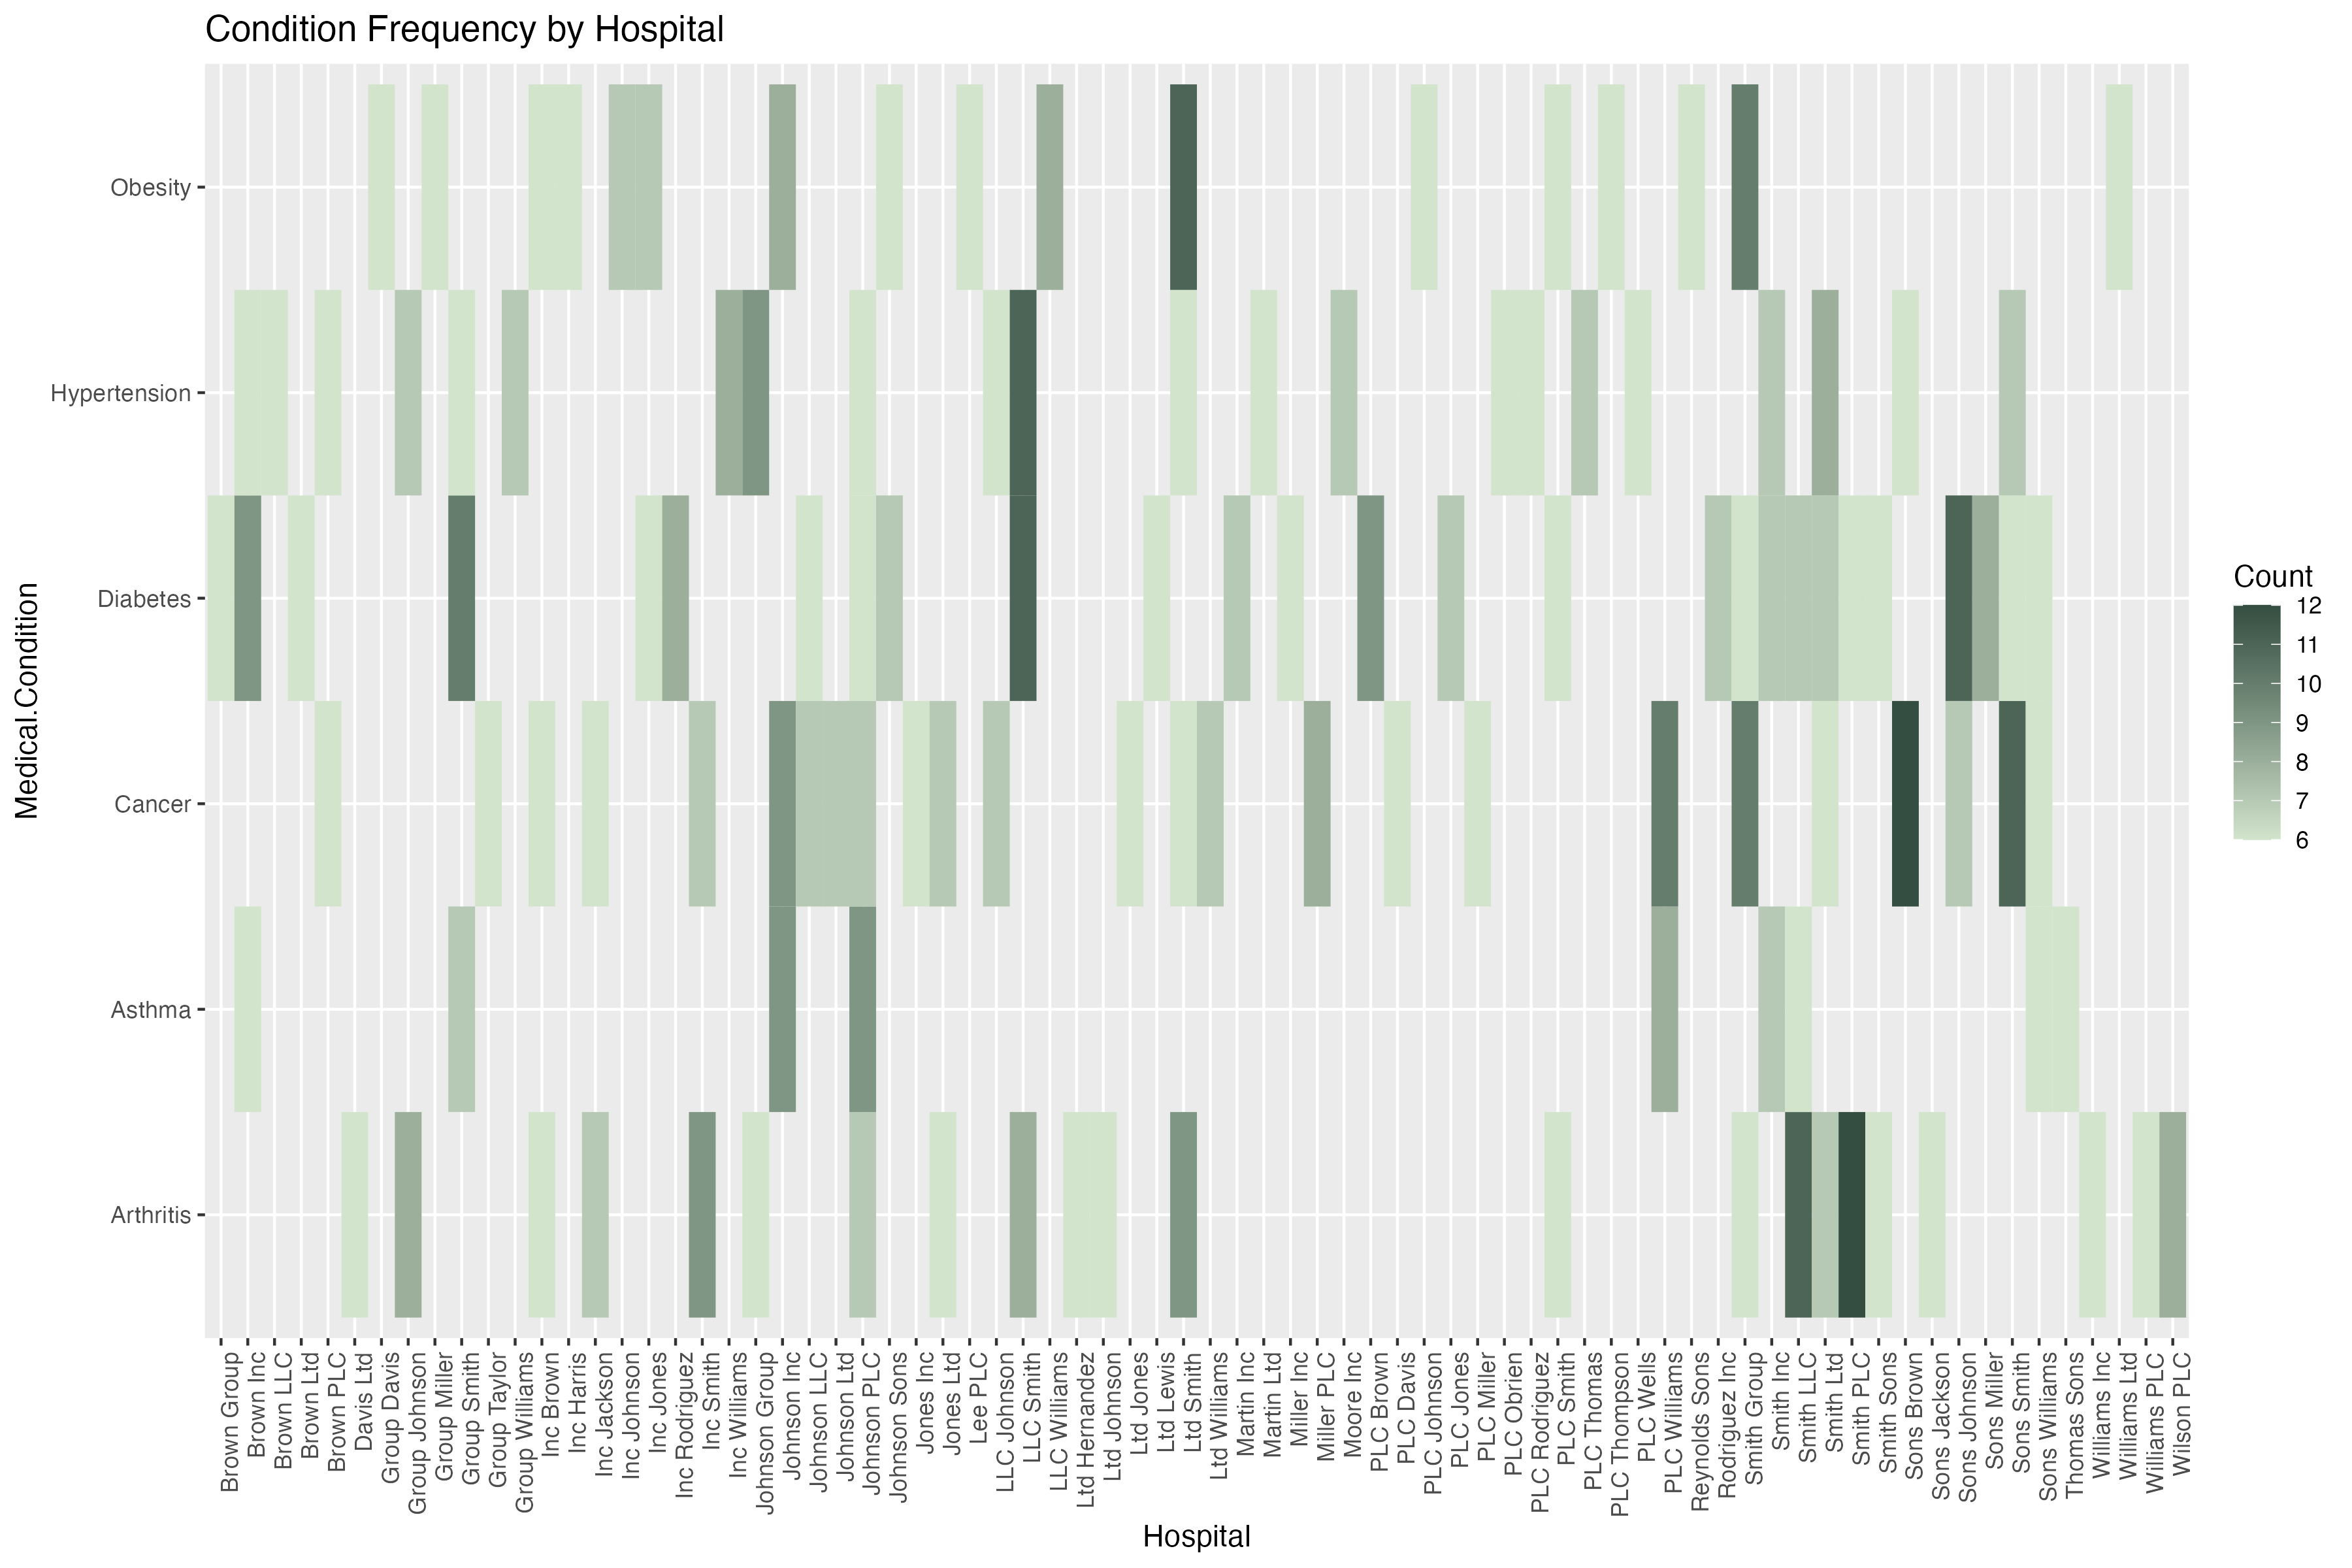 Condition Frequency by Hospital
Medical.Condition
Obesity
Hypertension
Diabetes
Cancer
Asthma
Arthritis
Brown Group
Brown Inc
Brown LLC
Brown Ltd
Brown PLC
Davis Ltd
Group Davis
Group Johnson
Group Miller
Group Smith
Group Taylor
Group Williams
Inc Brown
Inc Harris
Inc Jackson
Inc Johnson
Inc Jones
Inc Rodriguez
Inc Smith
Inc Williams
Johnson Group
Johnson Inc
Johnson LLC
Johnson Ltd
Johnson PLC
Johnson Sons
Jones Inc
Jones Ltd
Lee PLC
LLC Johnson
LLC Smith
LLC Williams
Ltd Hernandez
Ltd Johnson
Ltd Jones
Ltd Lewis
Ltd Smith
Ltd Williams
Martin Inc
Martin Ltd
Miller Inc
Miller PLC
Moore Inc
PLC Brown
PLC Davis
PLC Johnson
PLC Jones
PLC Miller
PLC Obrien
PLC Rodriguez
PLC Smith
PLC Thomas
PLC Thompson
PLC Wells
PLC Williams
Reynolds Sons
Rodriguez Inc
Smith Group
Smith Inc
Smith LLC
Smith Ltd
Smith PLC
Smith Sons
Sons Brown
Sons Jackson
Sons Johnson
Sons Miller
Sons Smith
Sons Williams
Thomas Sons
Williams Inc
Williams Ltd
Williams PLC
Wilson PLC
Hospital
Count
12
11
10
9
8
7
6